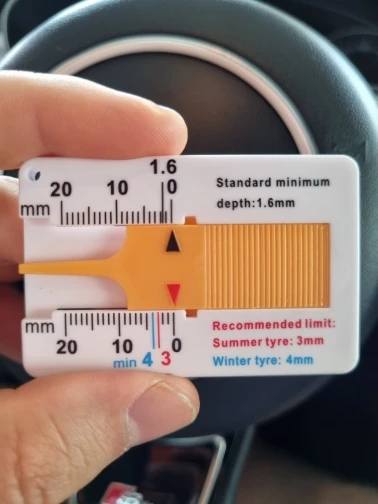 1.6
20 10 0
mm
Standard minimum
depth:1.6mm
mm
20 10 0
min 4 3
Recommended limit:
Summer tyre: 3mm
Winter tyre: 4mm